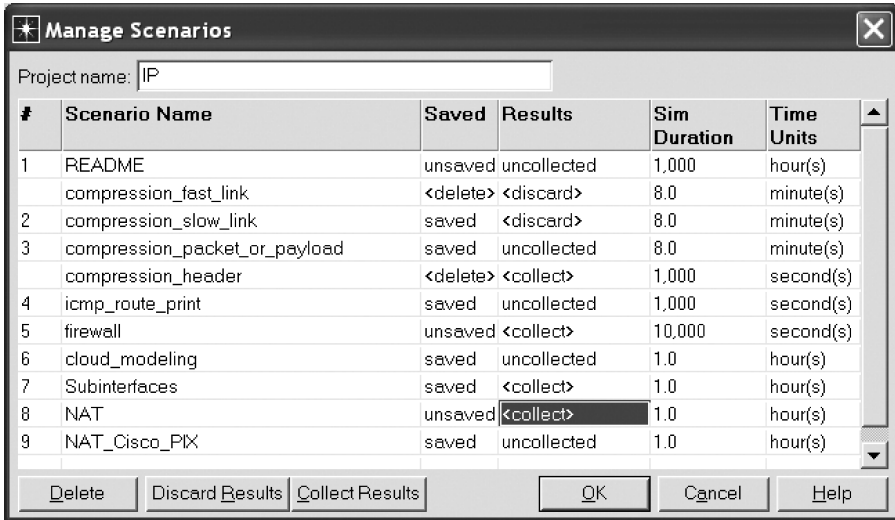 Manage Scenarios
Project name: IP
# Scenario Name Saved Results Sim Duration Time Units
1 README unsaved uncollected 1,000 hour(s)
compression_fast_link <delete> <discard> 8.0 minute(s)
2 compression_slow_link saved <discard> 8.0 minute(s)
3 compression_packet_or_payload saved uncollected 8.0 minute(s)
compression_header <delete> <collect> 1,000 second(s)
4 icmp_route_print saved uncollected 1,000 second(s)
5 firewall unsaved <collect> 10,000 second(s)
6 cloud_modeling saved uncollected 1.0 hour(s)
7 Subinterfaces saved <collect> 1.0 hour(s)
8 NAT unsaved <collect> 1.0 hour(s)
9 NAT_Cisco_PIX saved uncollected 1.0 hour(s)
Delete Discard Results Collect Results OK Cancel Help